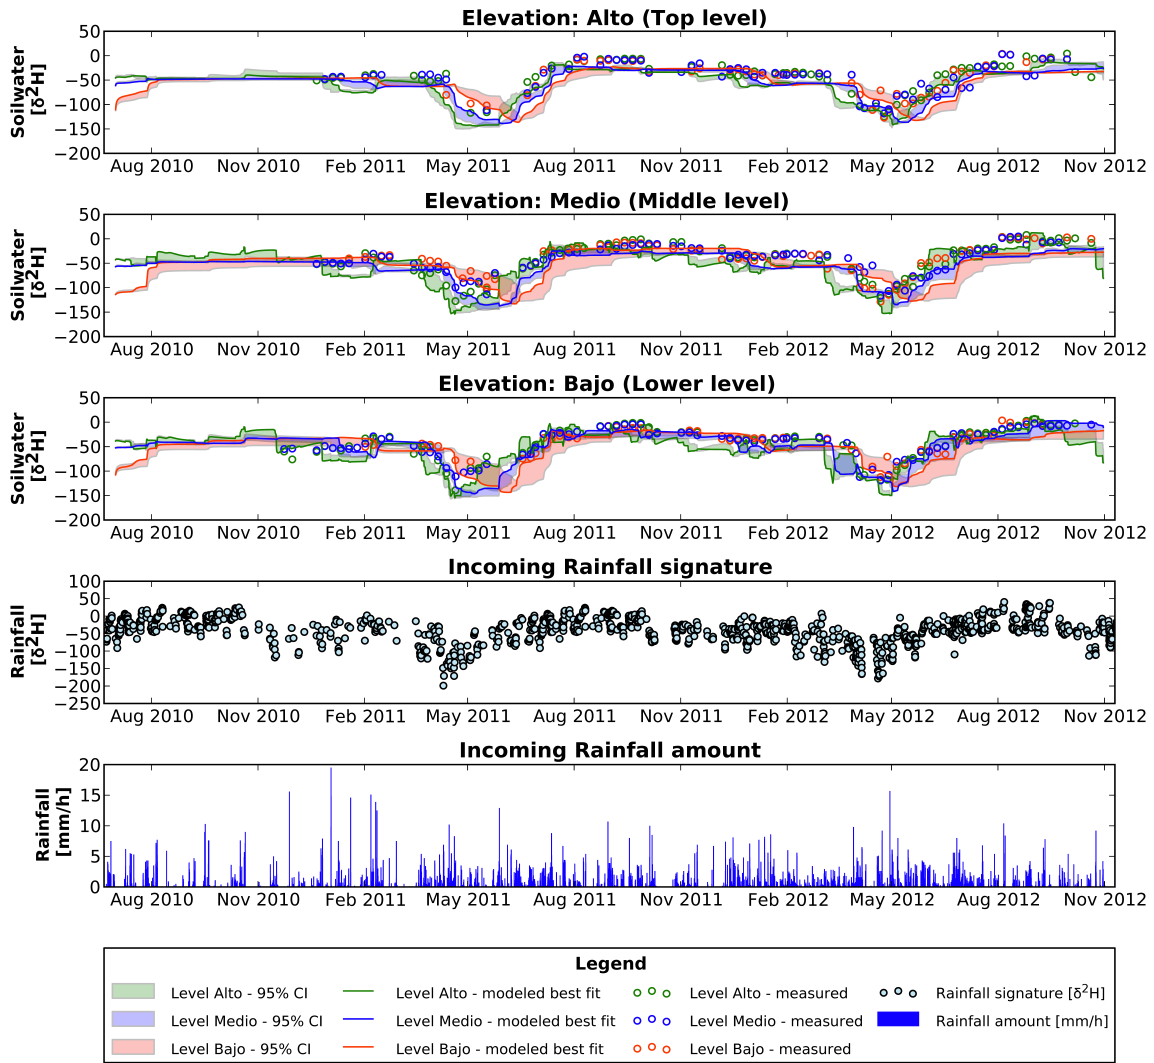 Elevation: Alto (Top level)
50
0
−50
−100
−150
−200
Soilwater
[δ²H]
Aug 2010 Nov 2010 Feb 2011 May 2011 Aug 2011 Nov 2011 Feb 2012 May 2012 Aug 2012 Nov 2012
Elevation: Medio (Middle level)
50
0
−50
−100
−150
−200
Soilwater
[δ²H]
Aug 2010 Nov 2010 Feb 2011 May 2011 Aug 2011 Nov 2011 Feb 2012 May 2012 Aug 2012 Nov 2012
Elevation: Bajo (Lower level)
50
0
−50
−100
−150
−200
Soilwater
[δ²H]
Aug 2010 Nov 2010 Feb 2011 May 2011 Aug 2011 Nov 2011 Feb 2012 May 2012 Aug 2012 Nov 2012
Incoming Rainfall signature
100
50
0
−50
−100
−150
−200
−250
Rainfall
[δ²H]
Aug 2010 Nov 2010 Feb 2011 May 2011 Aug 2011 Nov 2011 Feb 2012 May 2012 Aug 2012 Nov 2012
Incoming Rainfall amount
20
15
10
5
0
Rainfall
[mm/h]
Aug 2010 Nov 2010 Feb 2011 May 2011 Aug 2011 Nov 2011 Feb 2012 May 2012 Aug 2012 Nov 2012
Legend
Level Alto - 95% CI Level Alto - modeled best fit Level Alto - measured Rainfall signature [δ²H]
Level Medio - 95% CI Level Medio - modeled best fit Level Medio - measured Rainfall amount [mm/h]
Level Bajo - 95% CI Level Bajo - modeled best fit Level Bajo - measured